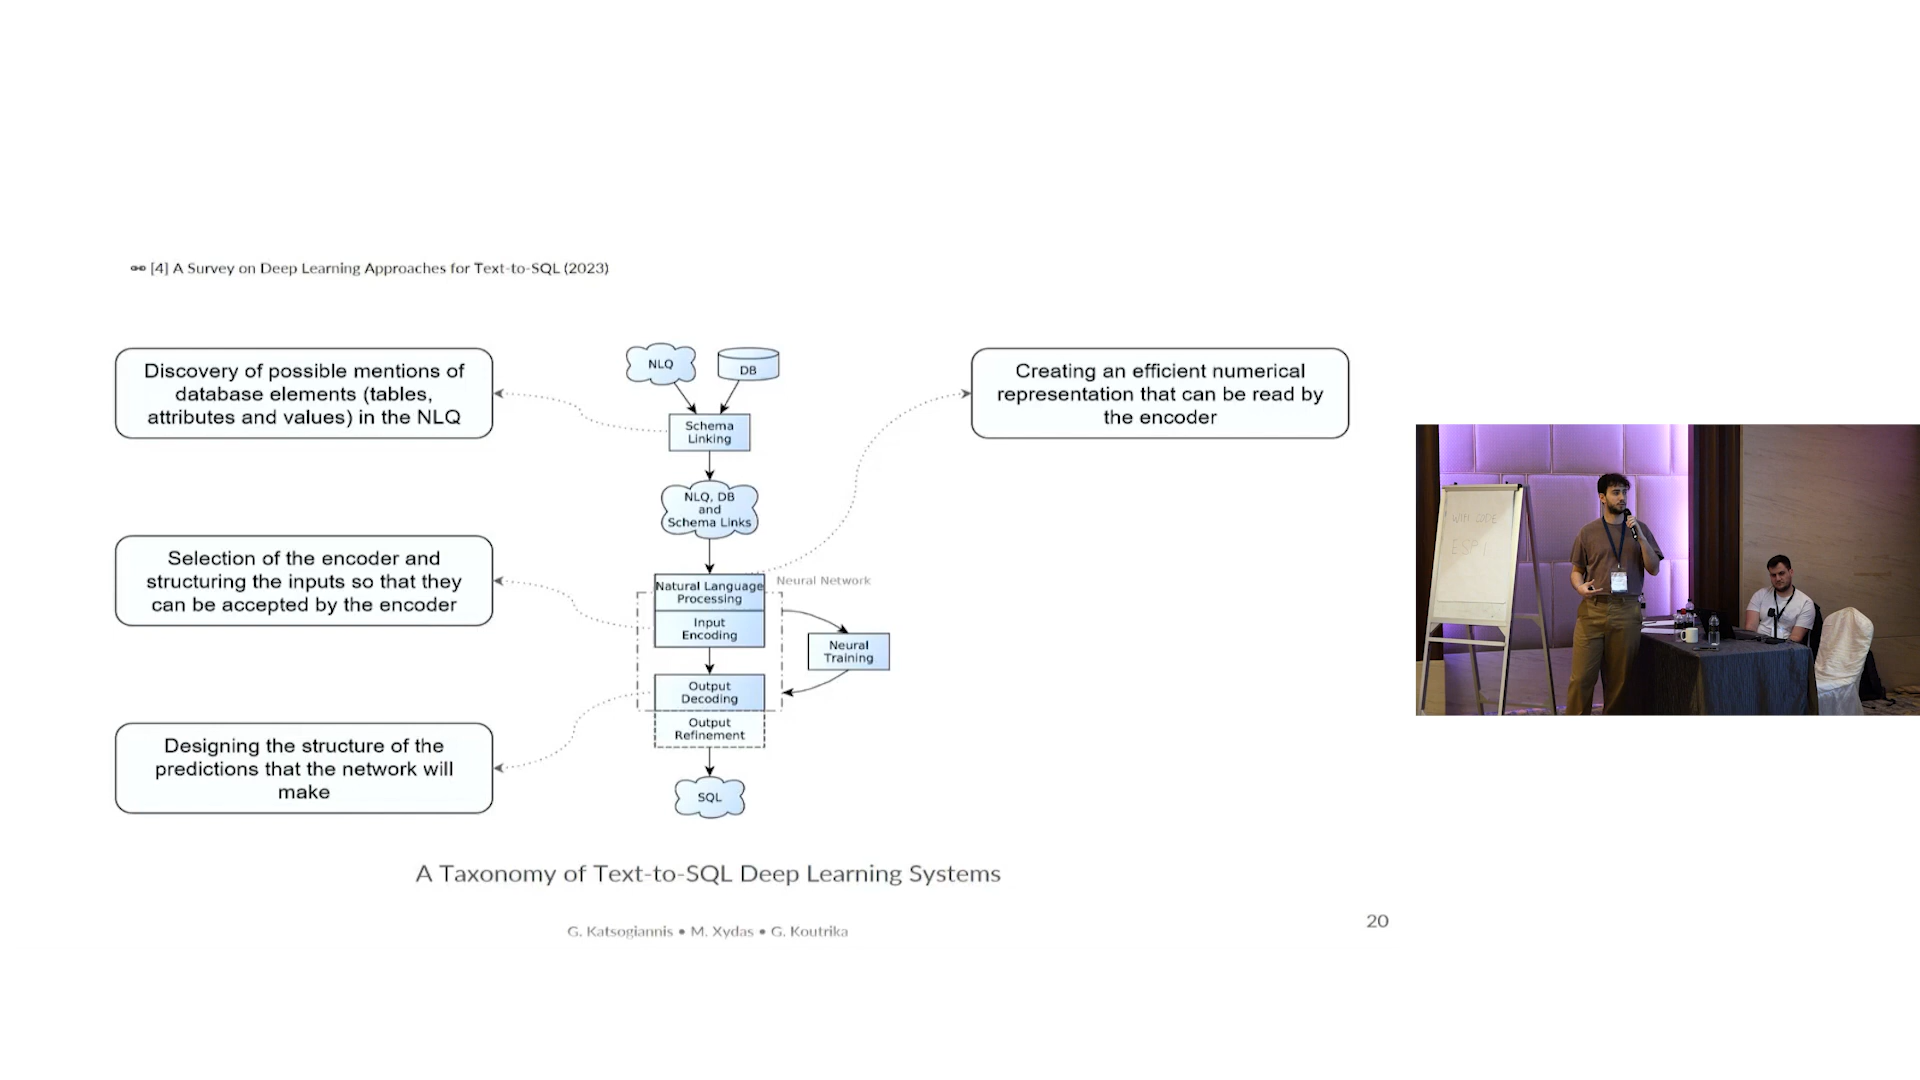 [4] A Survey on Deep Learning Approaches for Text-to-SQL (2023)
Discovery of possible mentions of
database elements (tables,
attributes and values) in the NLQ
NLQ
DB
Creating an efficient numerical
representation that can be read by
the encoder
Schema
Linking
NLQ, DB
and
Schema Links
Selection of the encoder and
structuring the inputs so that they
can be accepted by the encoder
Natural Language
Processing
Neural Network
Input
Encoding
Neural
Training
Output
Decoding
Output
Refinement
Designing the structure of the
predictions that the network will
make
SQL
A Taxonomy of Text-to-SQL Deep Learning Systems
G. Katsogiannis • M. Xydas • G. Koutrika
20
WIFI CODE